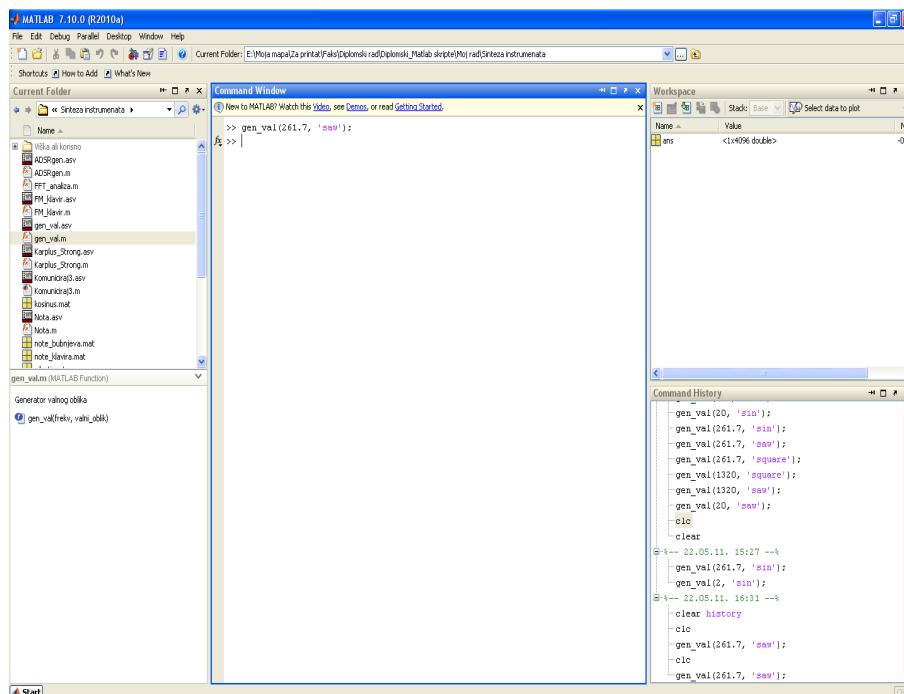 MATLAB 7.10.0 (R2010a)
File Edit Debug Parallel Desktop Window Help
Current Folder: E:\Moja mapa\Za printat\Faks\Diplomski rad\Diplomski_Matlab skripte\Moj rad\Sinteza instrumenata
Shortcuts How to Add What's New
Current Folder
« Sinteza instrumenata
Name
Viška ali korisno
ADSRgen.asv
ADSRgen.m
FFT_analiza.m
FM_klavir.asv
FM_klavir.m
gen_val.asv
gen_val.m
Karplus_Strong.asv
Karplus_Strong.m
Komuniciraj3.asv
Komuniciraj3.m
kosinus.mat
Nota.asv
Nota.m
note_bubnjeva.mat
note_klavira.mat
gen_val.m (MATLAB Function)
Generator valnog oblika
gen_val(frekv, valni_oblik)
Command Window
New to MATLAB? Watch this Video, see Demos, or read Getting Started.
>> gen_val(261.7, 'saw');
fx >>
Workspace
Stack: Base Select data to plot
Name Value
ans <1x4096 double> -0
Command History
gen_val(20, 'sin');
gen_val(261.7, 'sin');
gen_val(261.7, 'saw');
gen_val(261.7, 'square');
gen_val(1320, 'square');
gen_val(1320, 'saw');
gen_val(20, 'saw');
clc
clear
%-- 22.05.11. 15:27 --%
gen_val(261.7, 'sin');
gen_val(2, 'sin');
%-- 22.05.11. 16:31 --%
clear history
clc
gen_val(261.7, 'saw');
clc
gen_val(261.7, 'saw');
Start